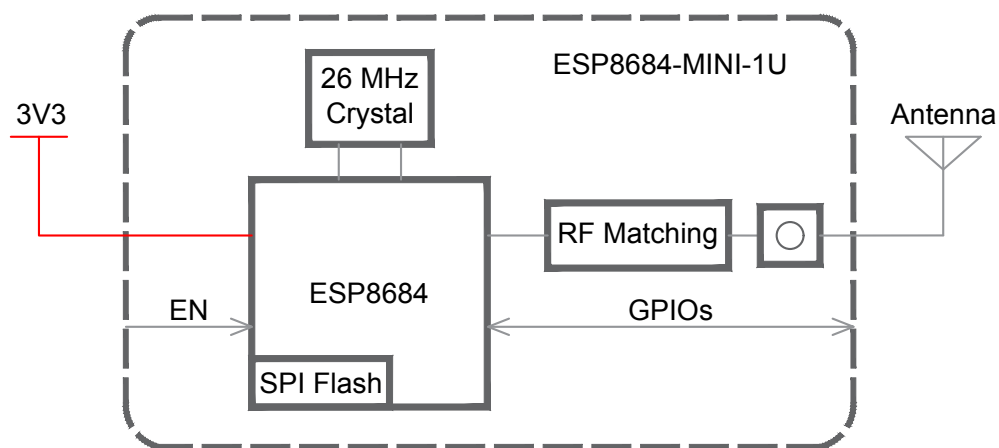 ESP8684-MINI-1U
26 MHz
Crystal
3V3
Antenna
RF Matching
ESP8684
EN
GPIOs
SPI Flash